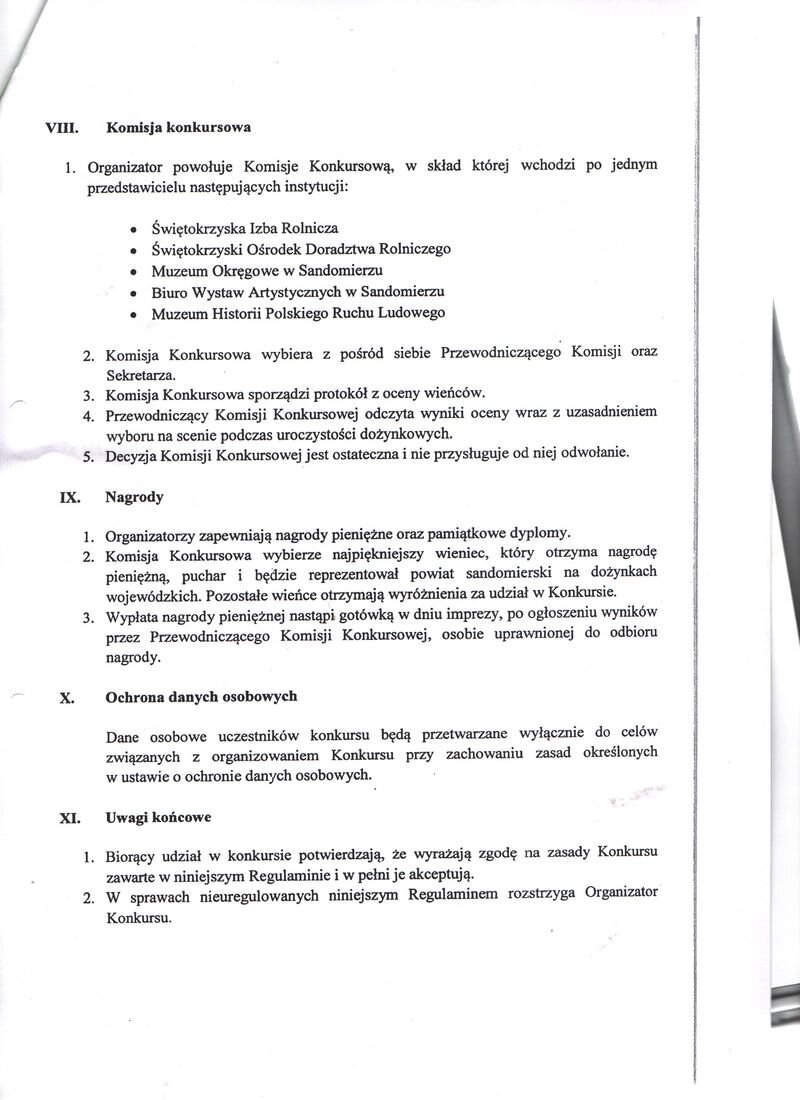 VIII. Komisja konkursowa
1. Organizator powołuje Komisje Konkursową, w skład której wchodzi po jednym
przedstawicielu następujących instytucji:
• Świętokrzyska Izba Rolnicza
• Świętokrzyski Ośrodek Doradztwa Rolniczego
• Muzeum Okręgowe w Sandomierzu
• Biuro Wystaw Artystycznych w Sandomierzu
• Muzeum Historii Polskiego Ruchu Ludowego
2. Komisja Konkursowa wybiera z pośród siebie Przewodniczącego Komisji oraz
Sekretarza.
3. Komisja Konkursowa sporządzi protokół z oceny wieńców.
4. Przewodniczący Komisji Konkursowej odczyta wyniki oceny wraz z uzasadnieniem
wyboru na scenie podczas uroczystości dożynkowych.
5. Decyzja Komisji Konkursowej jest ostateczna i nie przysługuje od niej odwołanie.
IX. Nagrody
1. Organizatorzy zapewniają nagrody pieniężne oraz pamiątkowe dyplomy.
2. Komisja Konkursowa wybierze najpiękniejszy wieniec, który otrzyma nagrodę
pieniężną, puchar i będzie reprezentował powiat sandomierski na dożynkach
wojewódzkich. Pozostałe wieńce otrzymają wyróżnienia za udział w Konkursie.
3. Wypłata nagrody pieniężnej nastąpi gotówką w dniu imprezy, po ogłoszeniu wyników
przez Przewodniczącego Komisji Konkursowej, osobie uprawnionej do odbioru
nagrody.
X. Ochrona danych osobowych
Dane osobowe uczestników konkursu będą przetwarzane wyłącznie do celów
związanych z organizowaniem Konkursu przy zachowaniu zasad określonych
w ustawie o ochronie danych osobowych.
XI. Uwagi końcowe
1. Biorący udział w konkursie potwierdzają, że wyrażają zgodę na zasady Konkursu
zawarte w niniejszym Regulaminie i w pełni je akceptują.
2. W sprawach nieuregulowanych niniejszym Regulaminem rozstrzyga Organizator
Konkursu.